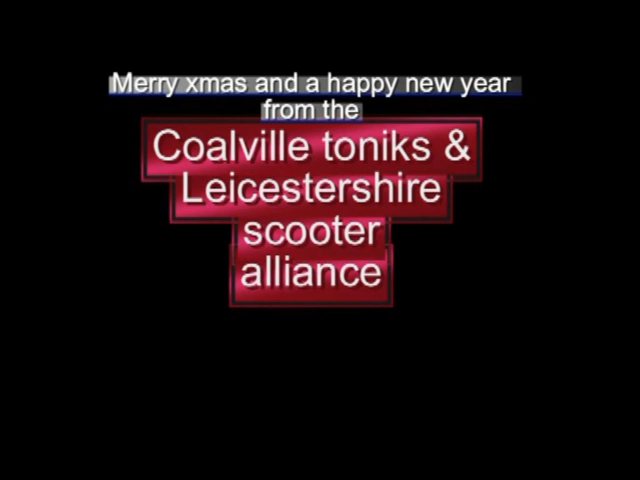 Merry xmas and a happy new year
from the
Coalville toniks &
Leicestershire
scooter
alliance